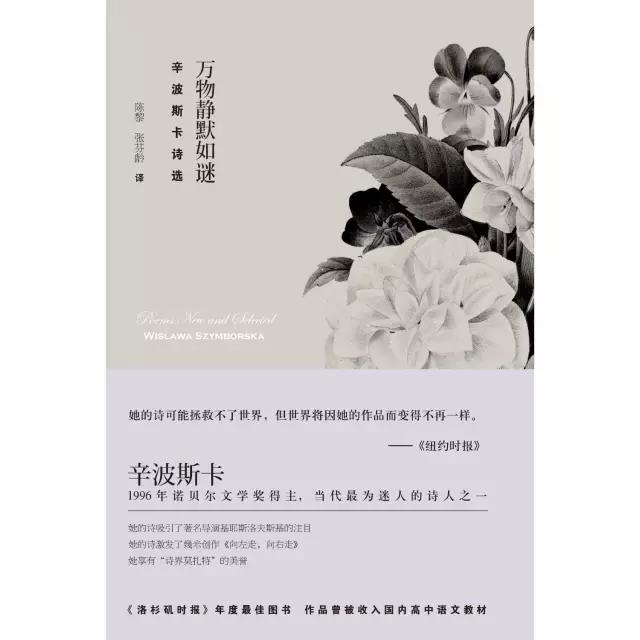 万物静默如谜
辛波斯卡诗选
陈黎 张芬龄 译
Poems New and Selected
WISLAWA SZYMBORSKA
她的诗可能拯救不了世界，但世界将因她的作品而变得不再一样。
——《纽约时报》
辛波斯卡
1996年诺贝尔文学奖得主，当代最为迷人的诗人之一
她的诗吸引了著名导演基耶斯洛夫斯基的注目
她的诗激发了幾米创作《向左走，向右走》
她享有“诗界莫扎特”的美誉
《洛杉矶时报》年度最佳图书 作品曾被收入国内高中语文教材